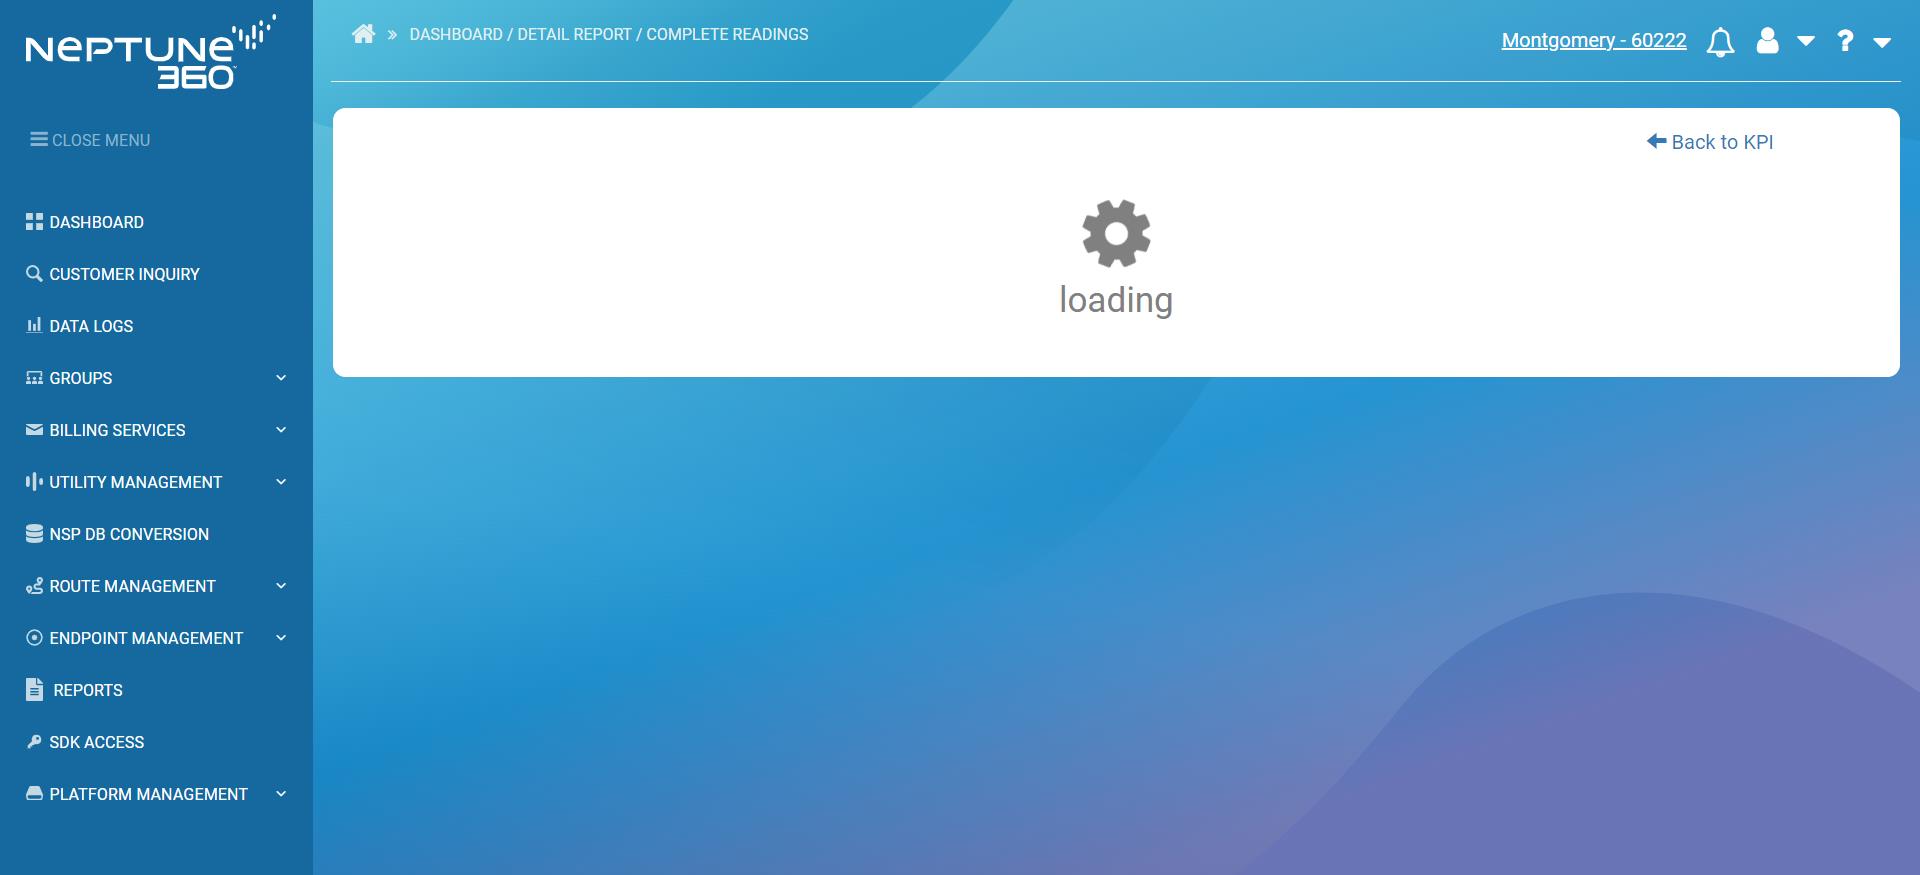 NEPTUNE
360
CLOSE MENU
DASHBOARD
CUSTOMER INQUIRY
DATA LOGS
GROUPS
BILLING SERVICES
UTILITY MANAGEMENT
NSP DB CONVERSION
ROUTE MANAGEMENT
ENDPOINT MANAGEMENT
REPORTS
SDK ACCESS
PLATFORM MANAGEMENT
» DASHBOARD / DETAIL REPORT / COMPLETE READINGS
Montgomery - 60222 ?
Back to KPI
loading